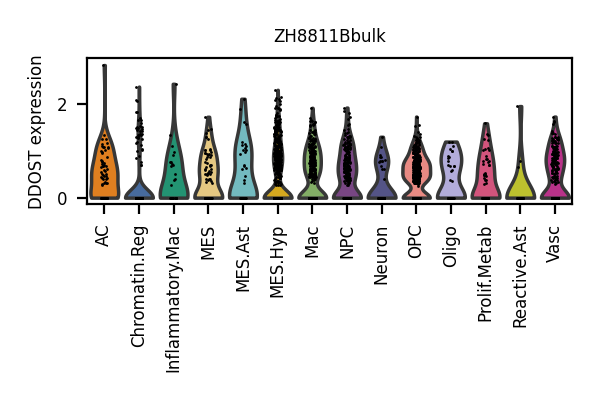 ZH8811Bbulk
DDOST expression
2
0
AC
Chromatin.Reg
Inflammatory.Mac
MES
MES.Ast
MES.Hyp
Mac
NPC
Neuron
OPC
Oligo
Prolif.Metab
Reactive.Ast
Vasc